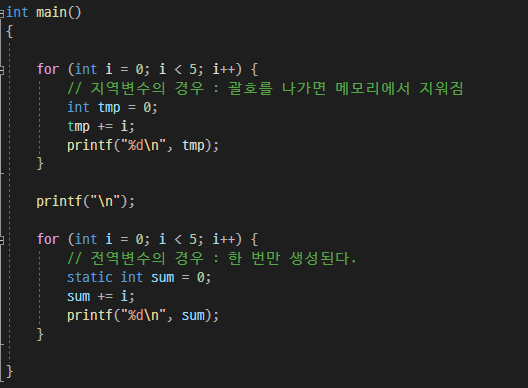 int main()
{
for (int i = 0; i < 5; i++) {
// 지역변수의 경우 : 괄호를 나가면 메모리에서 지워짐
int tmp = 0;
tmp += i;
printf("%d\n", tmp);
}
printf("\n");
for (int i = 0; i < 5; i++) {
// 전역변수의 경우 : 한 번만 생성된다.
static int sum = 0;
sum += i;
printf("%d\n", sum);
}
}